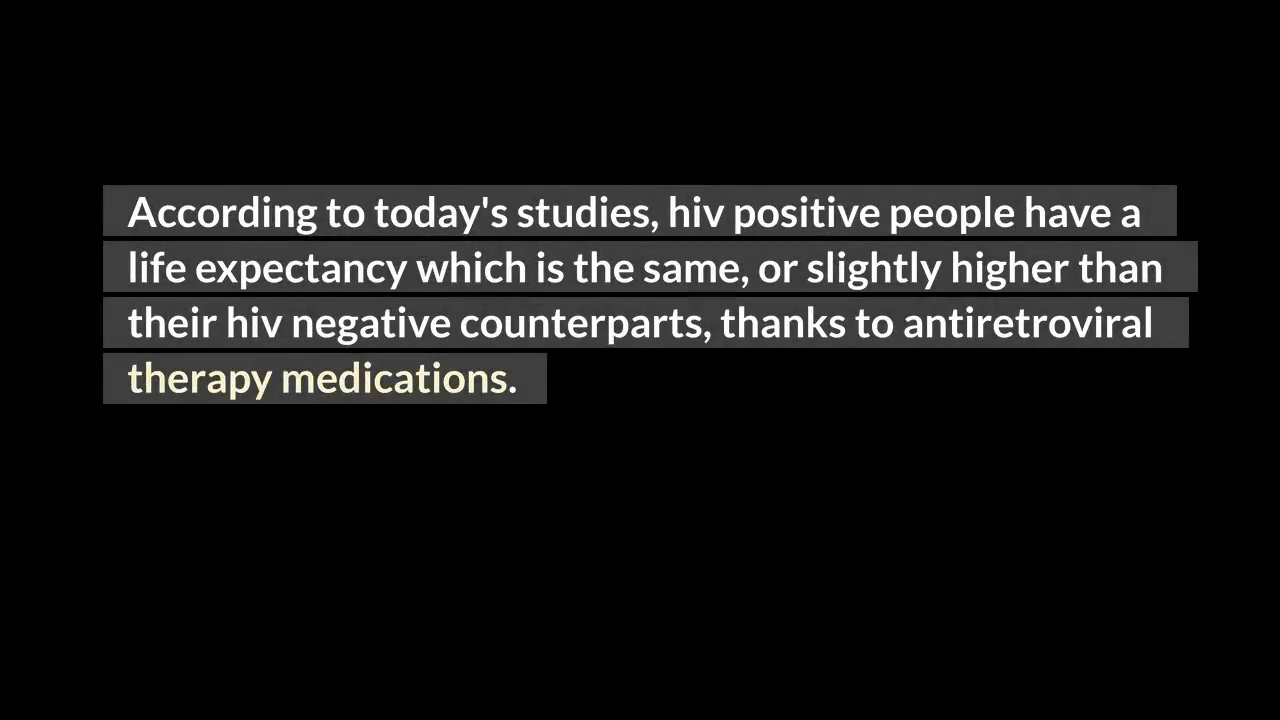 According to today's studies, hiv positive people have a
life expectancy which is the same, or slightly higher than
their hiv negative counterparts, thanks to antiretroviral
therapy medications.